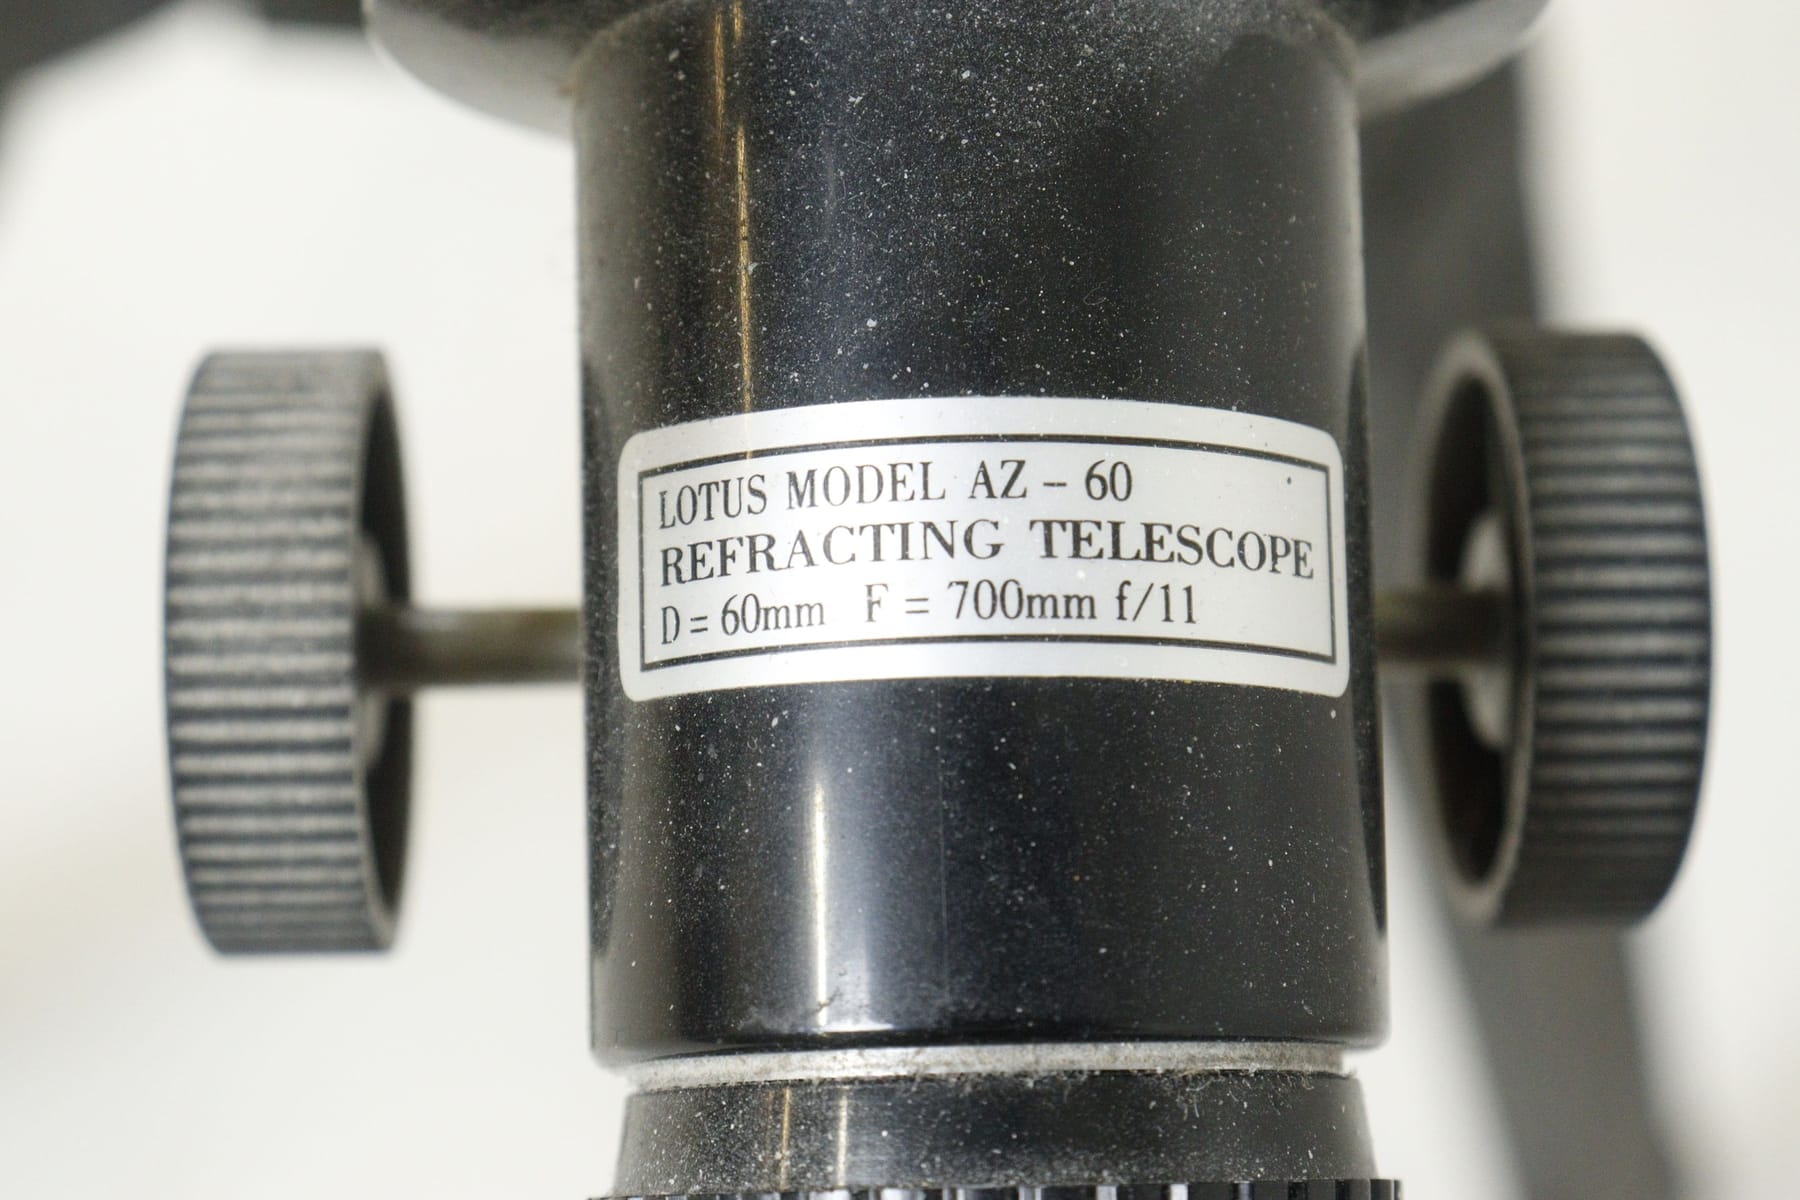 LOTUS MODEL AZ – 60
REFRACTING TELESCOPE
D = 60mm F = 700mm f/11